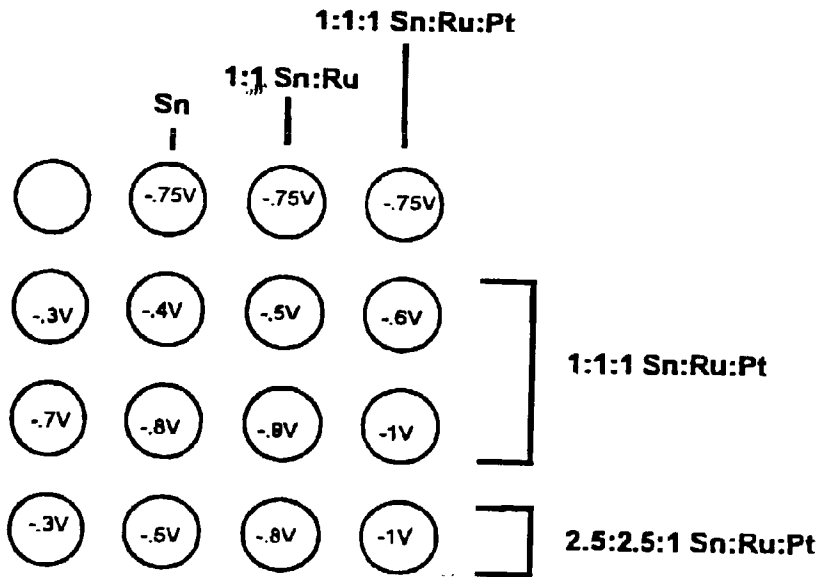 1:1:1 Sn:Ru:Pt
1:1 Sn:Ru
Sn
-.75V -.75V -.75V
-.3V -.4V -.5V -.6V
1:1:1 Sn:Ru:Pt
-.7V -.8V -.9V -1V
-.3V -.5V -.8V -1V
2.5:2.5:1 Sn:Ru:Pt